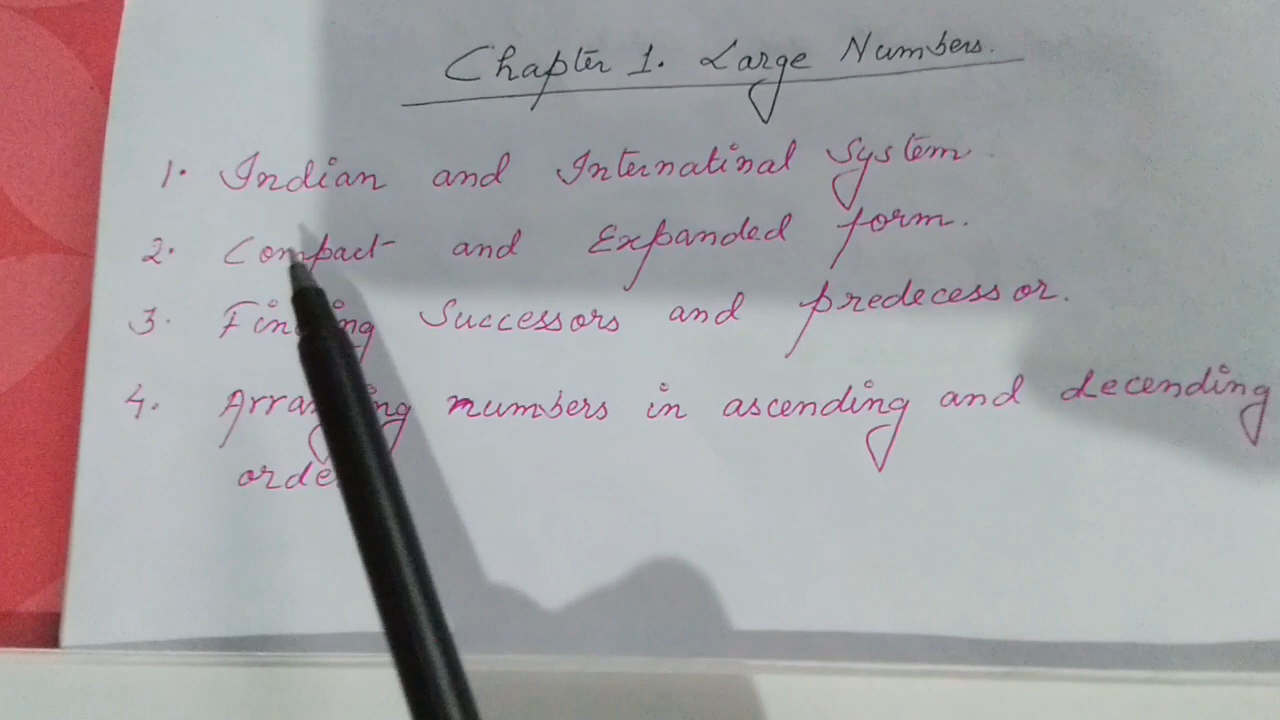 Chapter 1. Large Numbers.
1. Indian and Internatinal System
2. Compact and Expanded form.
3. Successors and predecessor.
4. numbers in ascending and decending